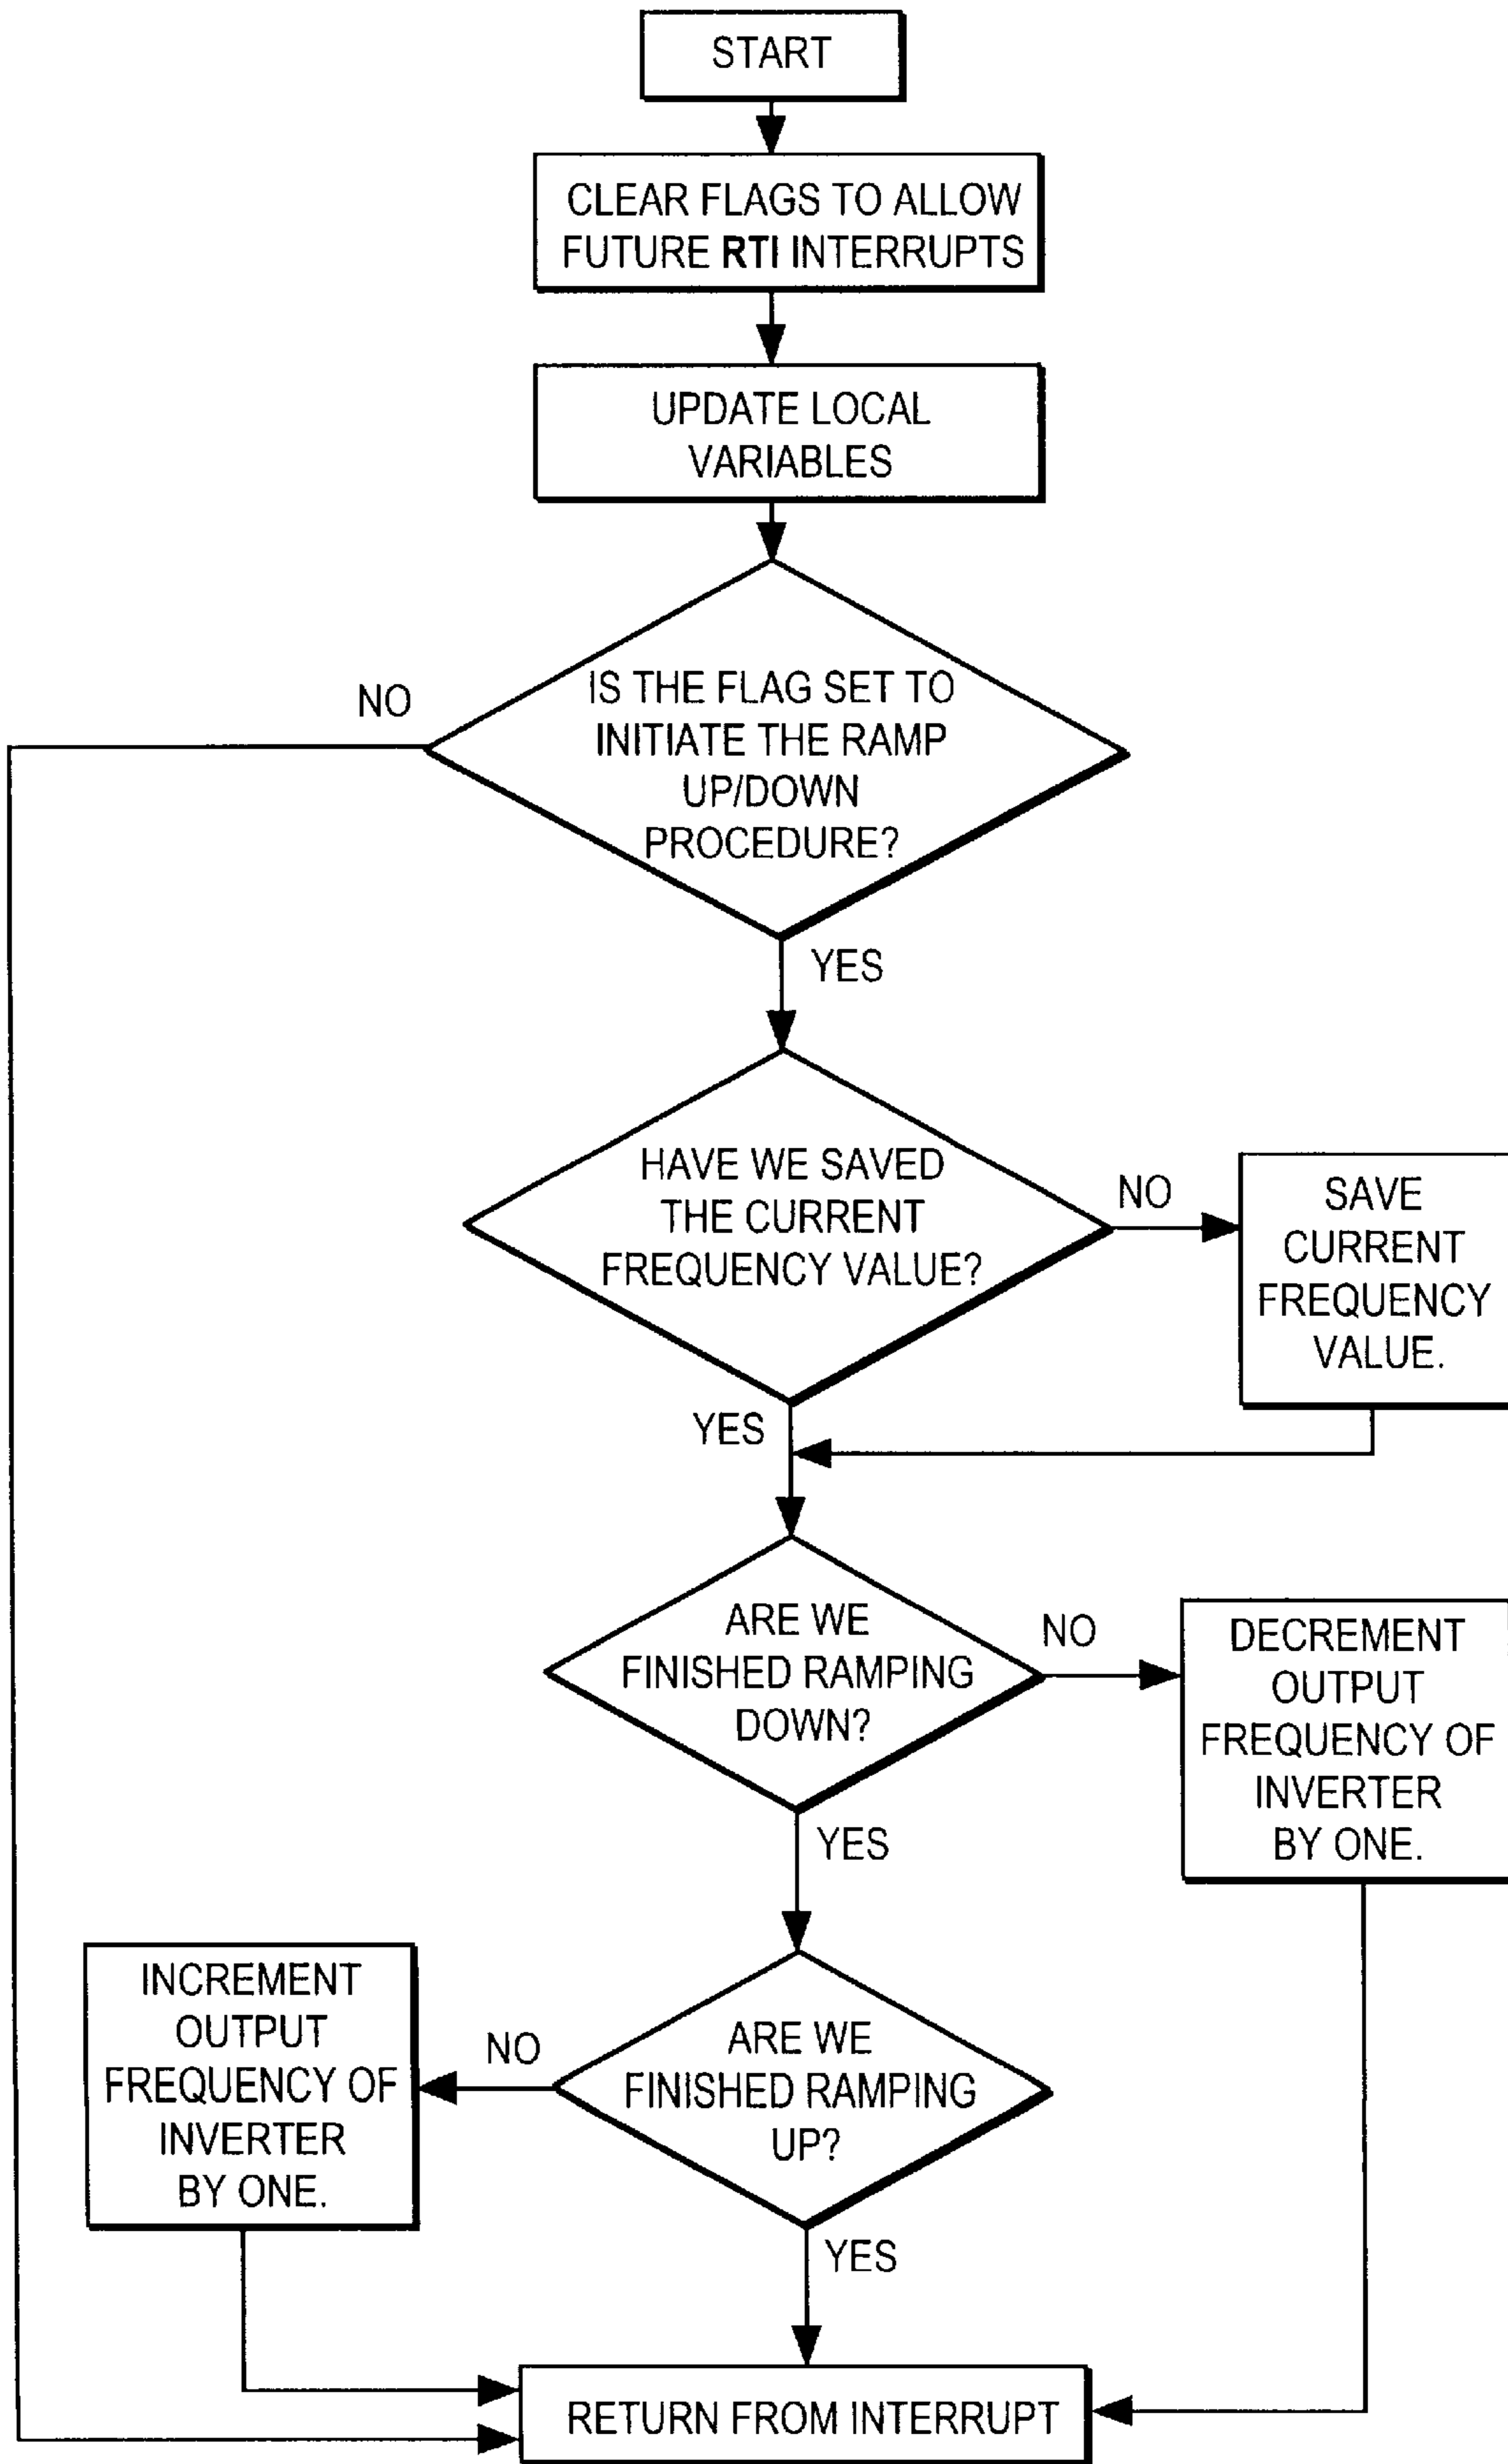 START
CLEAR FLAGS TO ALLOW
FUTURE RTI INTERRUPTS
UPDATE LOCAL
VARIABLES
NO
IS THE FLAG SET TO
INITIATE THE RAMP
UP/DOWN
PROCEDURE?
YES
HAVE WE SAVED
THE CURRENT
FREQUENCY VALUE?
NO
SAVE
CURRENT
FREQUENCY
VALUE.
YES
ARE WE
FINISHED RAMPING
DOWN?
NO
DECREMENT
OUTPUT
FREQUENCY OF
INVERTER
BY ONE.
YES
INCREMENT
OUTPUT
FREQUENCY OF
INVERTER
BY ONE.
NO
ARE WE
FINISHED RAMPING
UP?
YES
RETURN FROM INTERRUPT